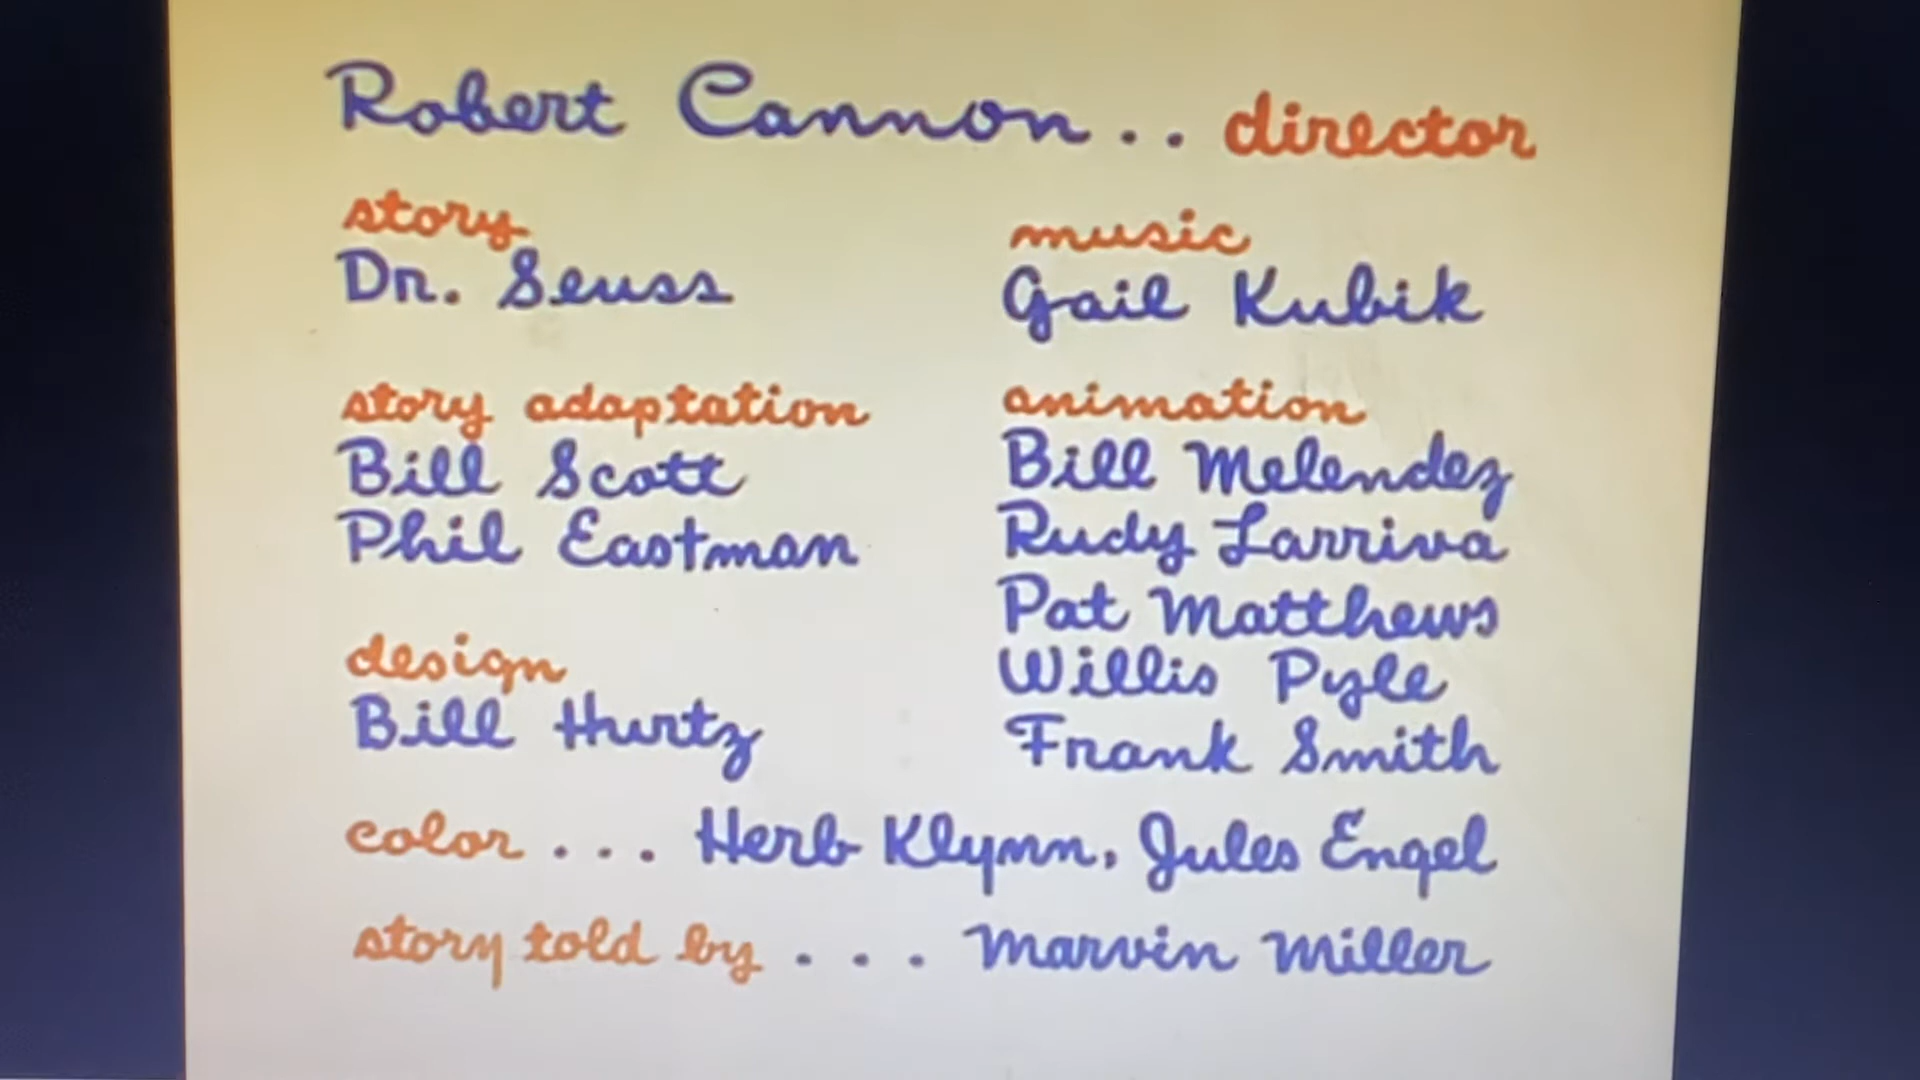 Robert Cannon . . director
story
Dr. Seuss
story adaptation
Bill Scott
Phil Eastman
design
Bill Hurtz
music
Gail Kubik
animation
Bill Melendez
Rudy Larriva
Pat Matthews
Willis Pyle
Frank Smith
color . . . Herb Klynn, Jules Engel
story told by . . . Marvin Miller